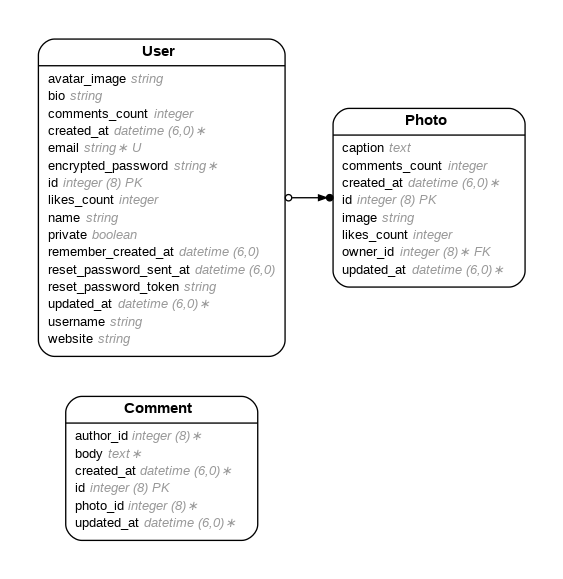 User
avatar_image string
bio string
comments_count integer
created_at datetime (6,0)∗
email string∗ U
encrypted_password string∗
id integer (8) PK
likes_count integer
name string
private boolean
remember_created_at datetime (6,0)
reset_password_sent_at datetime (6,0)
reset_password_token string
updated_at datetime (6,0)∗
username string
website string
Photo
caption text
comments_count integer
created_at datetime (6,0)∗
id integer (8) PK
image string
likes_count integer
owner_id integer (8)∗ FK
updated_at datetime (6,0)∗
Comment
author_id integer (8)∗
body text∗
created_at datetime (6,0)∗
id integer (8) PK
photo_id integer (8)∗
updated_at datetime (6,0)∗